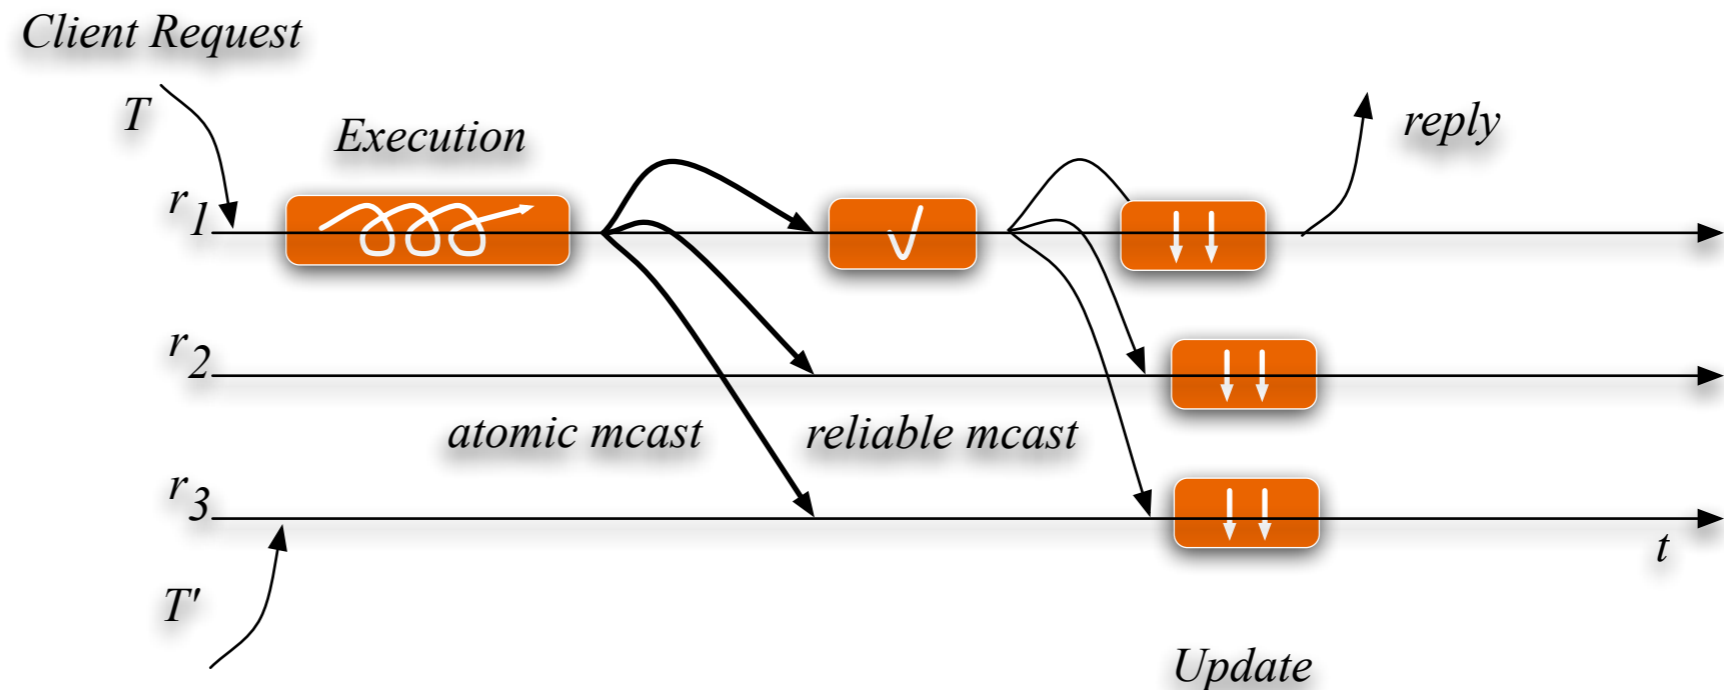 Client Request
T
Execution
reply
r1
r2
atomic mcast
reliable mcast
r3
t
T'
Update